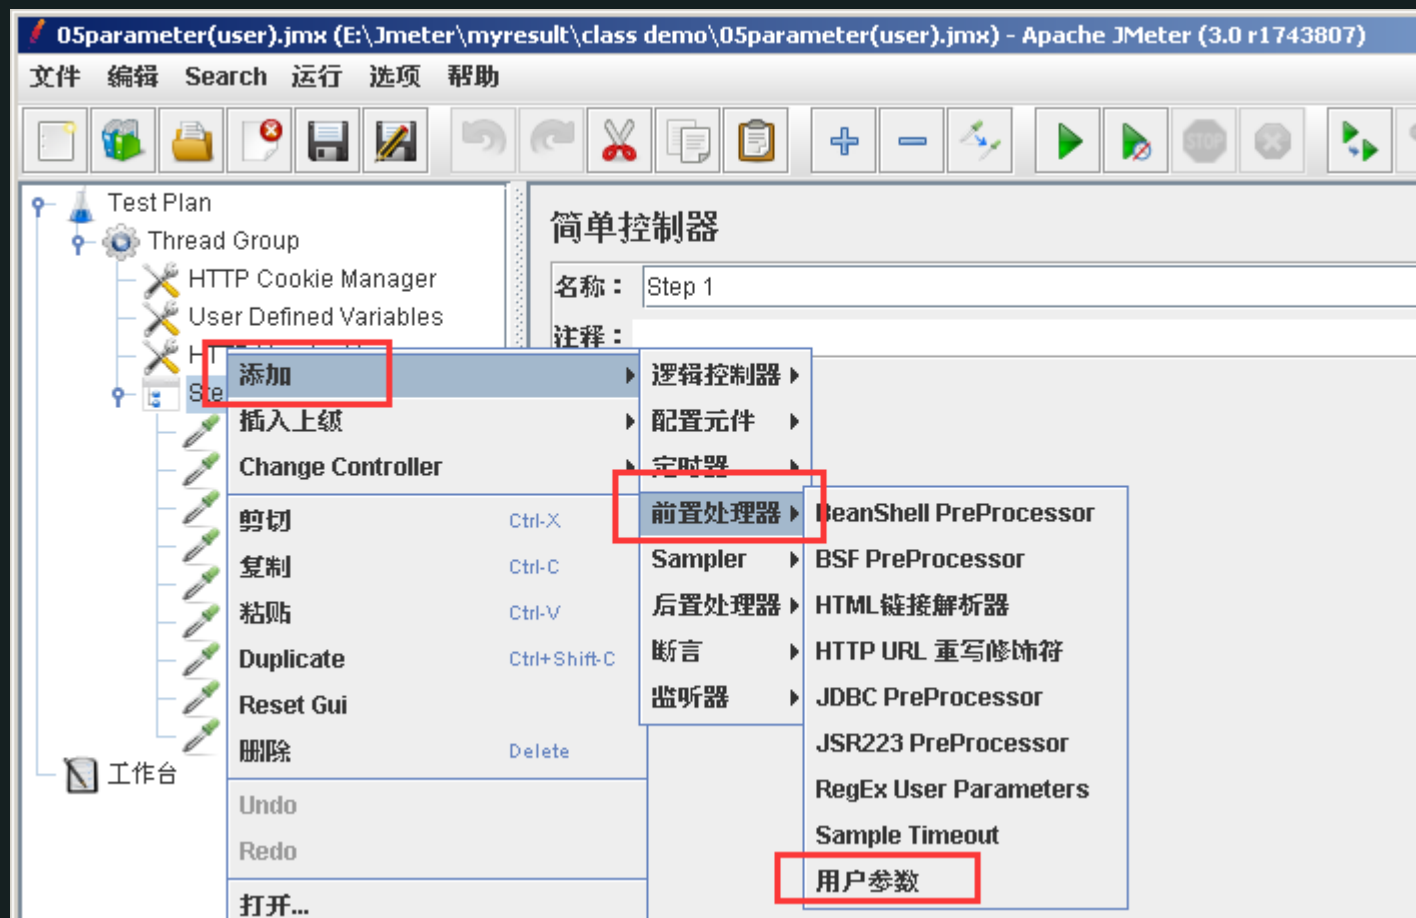 05parameter(user).jmx (E:\Jmeter\myresult\class demo\05parameter(user).jmx) - Apache JMeter (3.0 r1743807)
文件 编辑 Search 运行 选项 帮助
STOP
Test Plan
Thread Group
HTTP Cookie Manager
User Defined Variables
Ste
工作台
简单控制器
名称： Step 1
注释：
添加
插入上级
Change Controller
剪切 Ctrl-X
复制 Ctrl-C
粘贴 Ctrl-V
Duplicate Ctrl+Shift-C
Reset Gui
删除 Delete
Undo
Redo
打开...
逻辑控制器
配置元件
定时器
前置处理器
Sampler
后置处理器
断言
监听器
BeanShell PreProcessor
BSF PreProcessor
HTML链接解析器
HTTP URL 重写修饰符
JDBC PreProcessor
JSR223 PreProcessor
RegEx User Parameters
Sample Timeout
用户参数